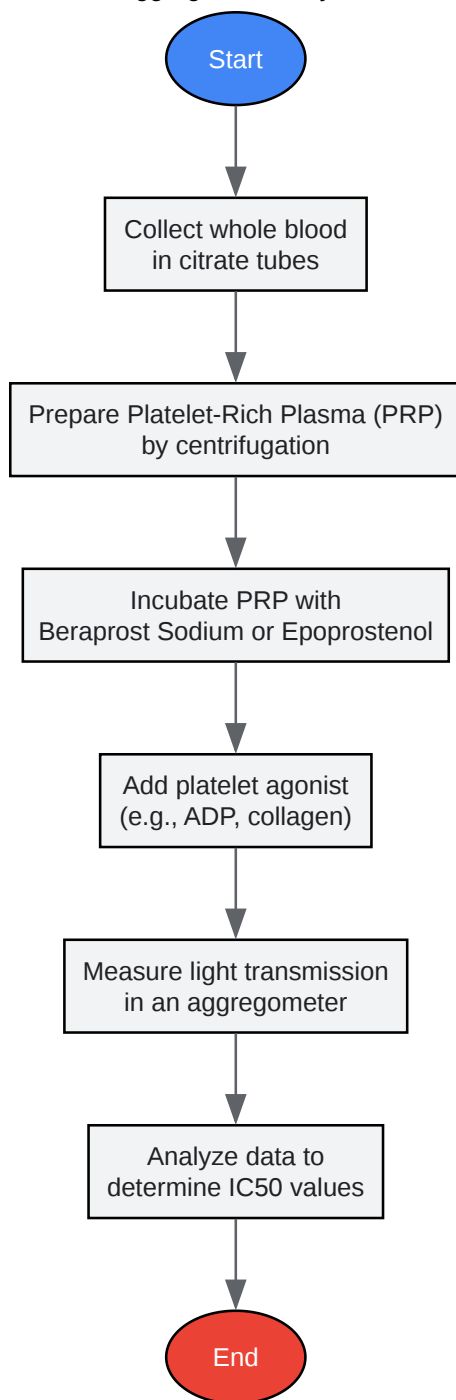 Start
Collect whole blood
in citrate tubes
Prepare Platelet-Rich Plasma (PRP)
by centrifugation
Incubate PRP with
Beraprost Sodium or Epoprostenol
Add platelet agonist
(e.g., ADP, collagen)
Measure light transmission
in an aggregometer
Analyze data to
determine IC50 values
End